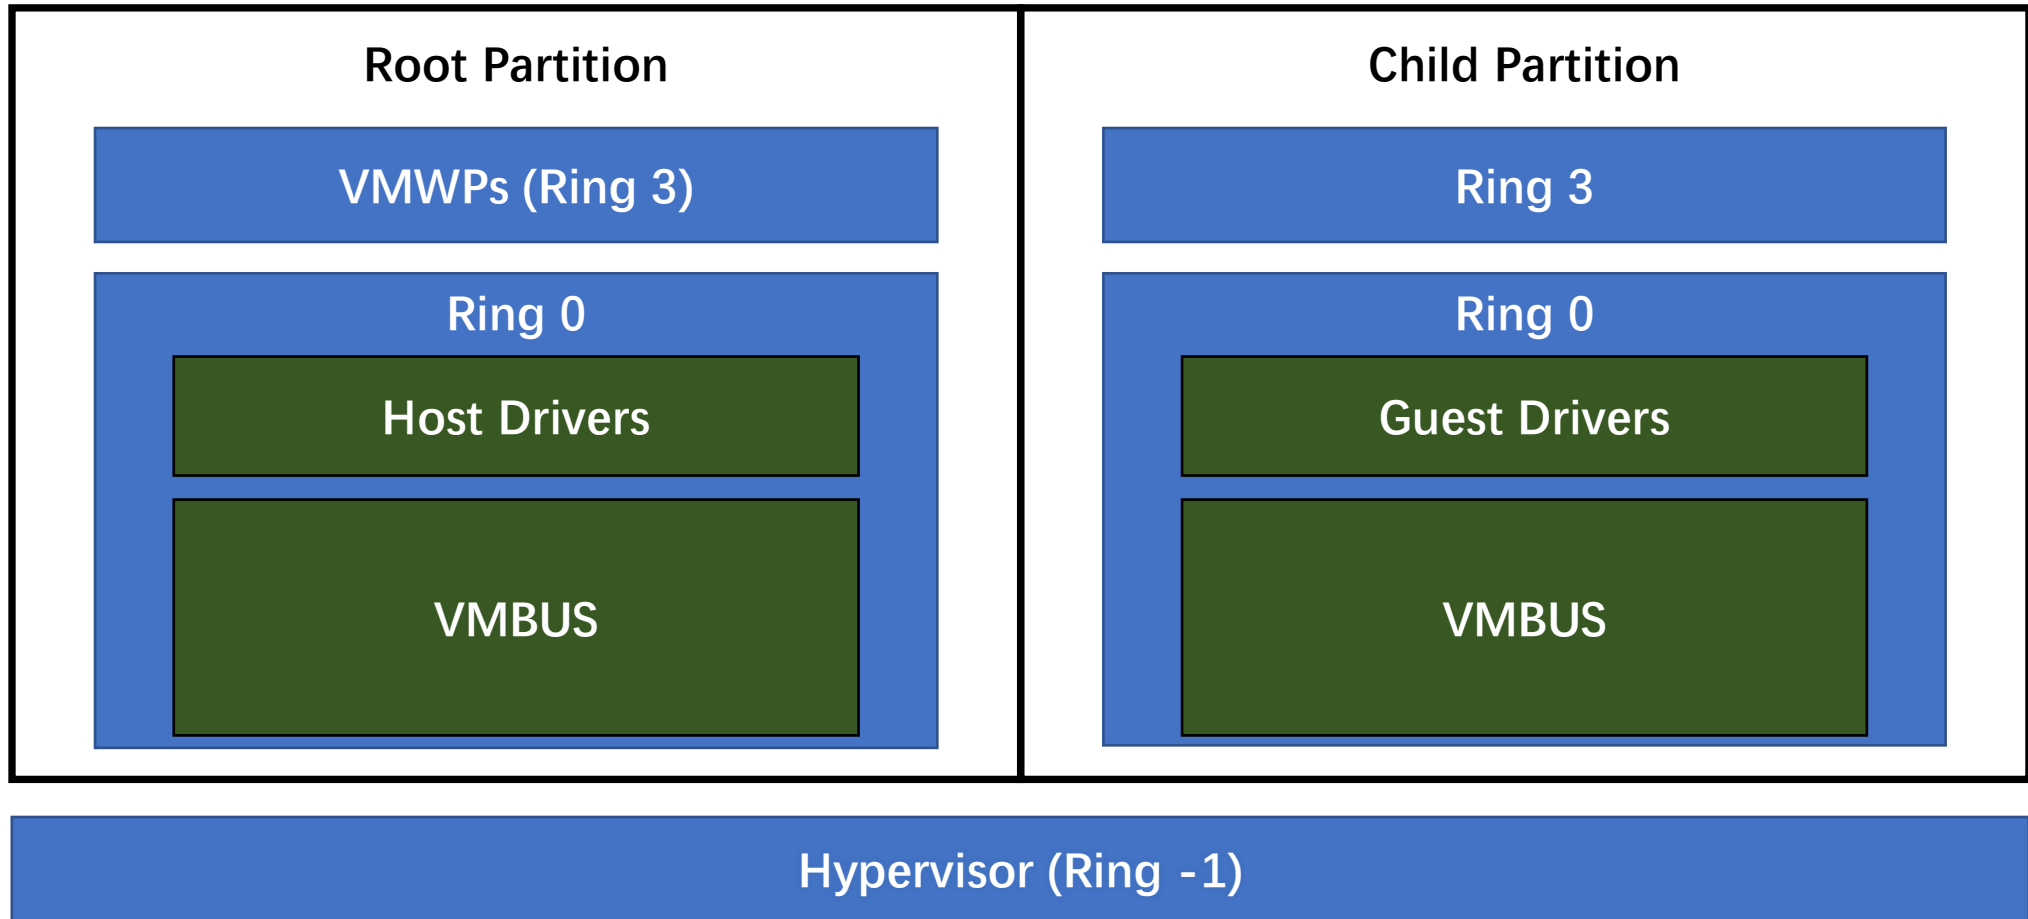 Root Partition
VMWPs (Ring 3)
Ring 0
Host Drivers
VMBUS
Child Partition
Ring 3
Ring 0
Guest Drivers
VMBUS
Hypervisor (Ring -1)